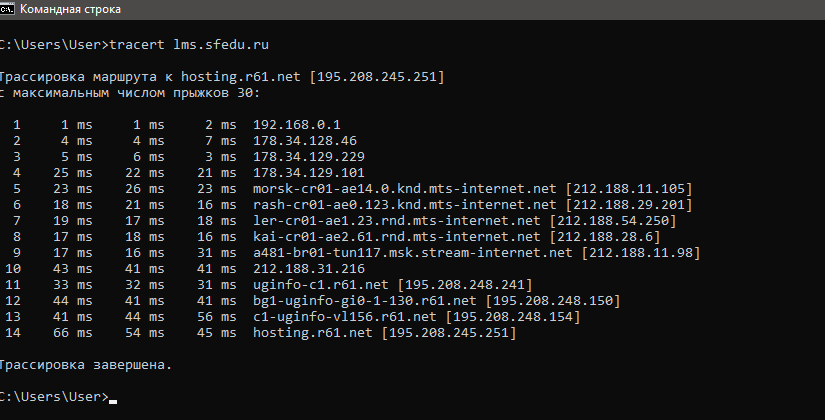 Командная строка
C:\Users\User>tracert lms.sfedu.ru
Трассировка маршрута к hosting.r61.net [195.208.245.251]
с максимальным числом прыжков 30:
1 1 ms 1 ms 2 ms 192.168.0.1
2 4 ms 4 ms 7 ms 178.34.128.46
3 5 ms 6 ms 3 ms 178.34.129.229
4 25 ms 22 ms 21 ms 178.34.129.101
5 23 ms 26 ms 23 ms morsk-cr01-ae14.0.knd.mts-internet.net [212.188.11.105]
6 18 ms 21 ms 16 ms rash-cr01-ae0.123.knd.mts-internet.net [212.188.29.201]
7 19 ms 17 ms 18 ms ler-cr01-ae1.23.rnd.mts-internet.net [212.188.54.250]
8 17 ms 18 ms 16 ms kai-cr01-ae2.61.rnd.mts-internet.net [212.188.28.6]
9 17 ms 16 ms 31 ms a481-br01-tun117.msk.stream-internet.net [212.188.11.98]
10 43 ms 41 ms 41 ms 212.188.31.216
11 33 ms 32 ms 31 ms uginfo-c1.r61.net [195.208.248.241]
12 44 ms 41 ms 41 ms bg1-uginfo-gi0-1-130.r61.net [195.208.248.150]
13 41 ms 44 ms 56 ms c1-uginfo-vl156.r61.net [195.208.248.154]
14 66 ms 54 ms 45 ms hosting.r61.net [195.208.245.251]
Трассировка завершена.
C:\Users\User>